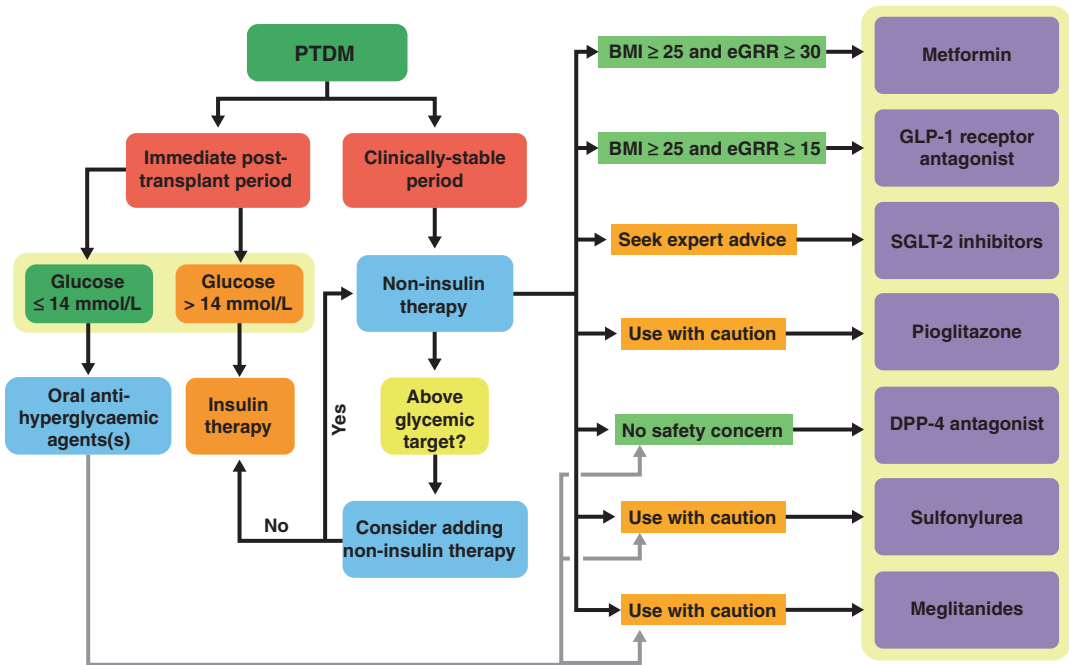 PTDM
Immediate post-
transplant period
Clinically-stable
period
Glucose
≤ 14 mmol/L
Glucose
> 14 mmol/L
Non-insulin
therapy
Oral anti-
hyperglycaemic
agents(s)
Insulin
therapy
Yes
Above
glycemic
target?
No
Consider adding
non-insulin therapy
BMI ≥ 25 and eGRR ≥ 30
Metformin
BMI ≥ 25 and eGRR ≥ 15
GLP-1 receptor
antagonist
Seek expert advice
SGLT-2 inhibitors
Use with caution
Pioglitazone
No safety concern
DPP-4 antagonist
Use with caution
Sulfonylurea
Use with caution
Meglitanides